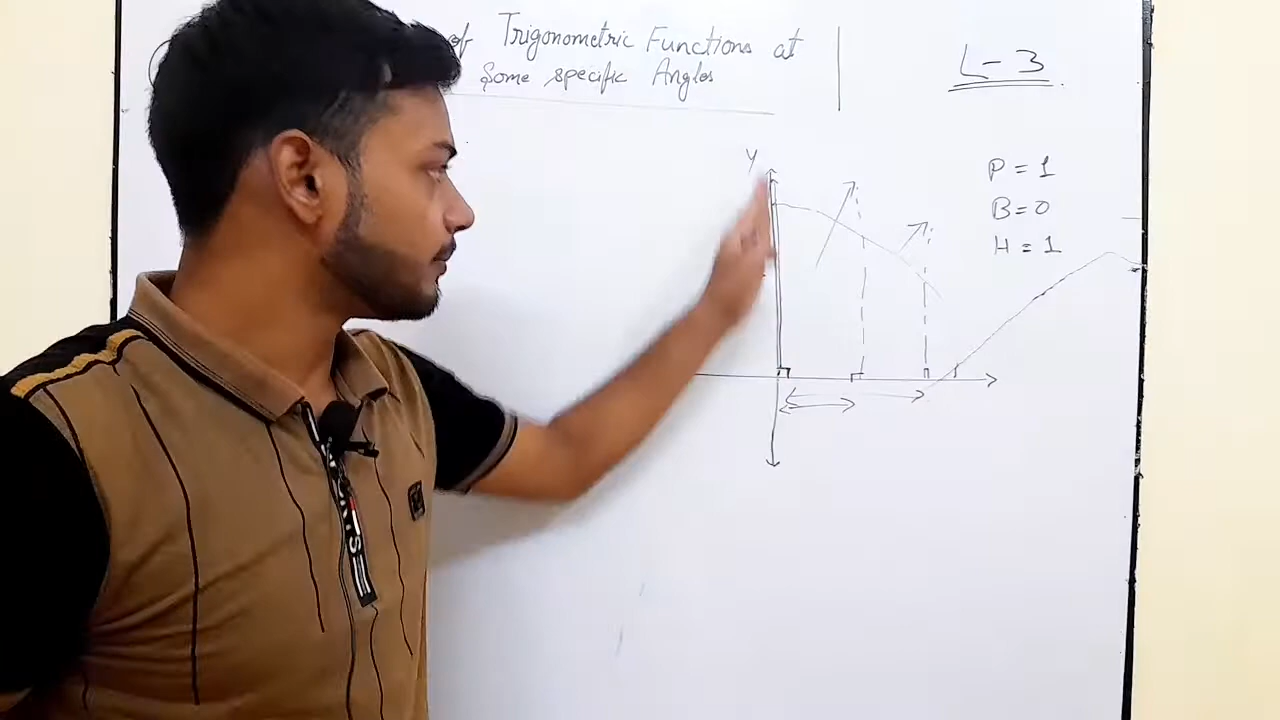 of Trigonometric Functions at
Some specific Angles
L-3
Y
P = 1
B = 0
H = 1